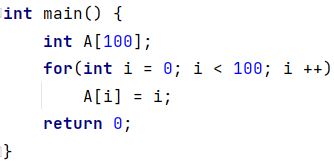 int main() {
    int A[100];
    for(int i = 0; i < 100; i ++)
        A[i] = i;
    return 0;
}